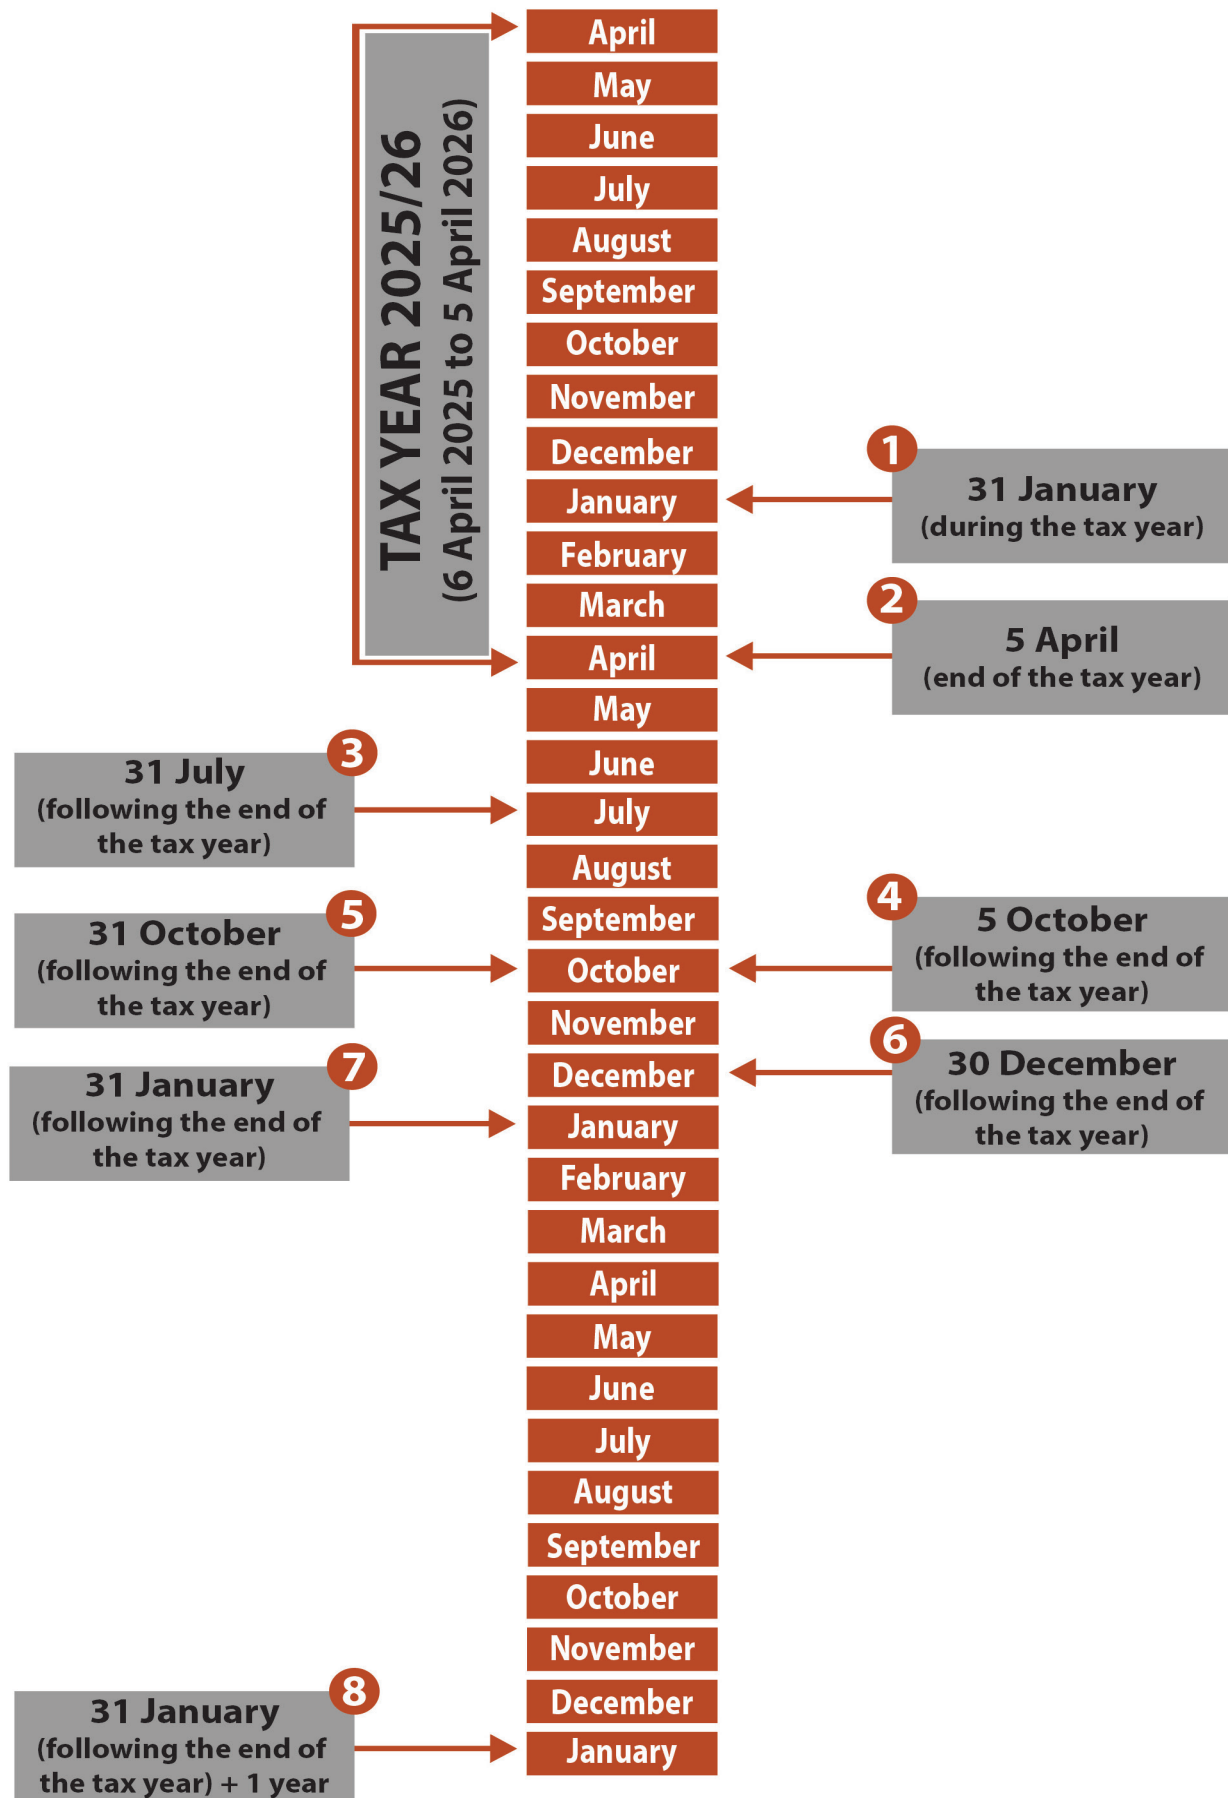 TAX YEAR 2025/26
(6 April 2025 to 5 April 2026)
April
May
June
July
August
September
October
November
December
January
February
March
April
May
June
July
August
September
October
November
December
January
February
March
April
May
June
July
August
September
October
November
December
January
1
31 January
(during the tax year)
2
5 April
(end of the tax year)
3
31 July
(following the end of
the tax year)
4
5 October
(following the end of
the tax year)
5
31 October
(following the end of
the tax year)
6
30 December
(following the end of
the tax year)
7
31 January
(following the end of
the tax year)
8
31 January
(following the end of
the tax year) + 1 year